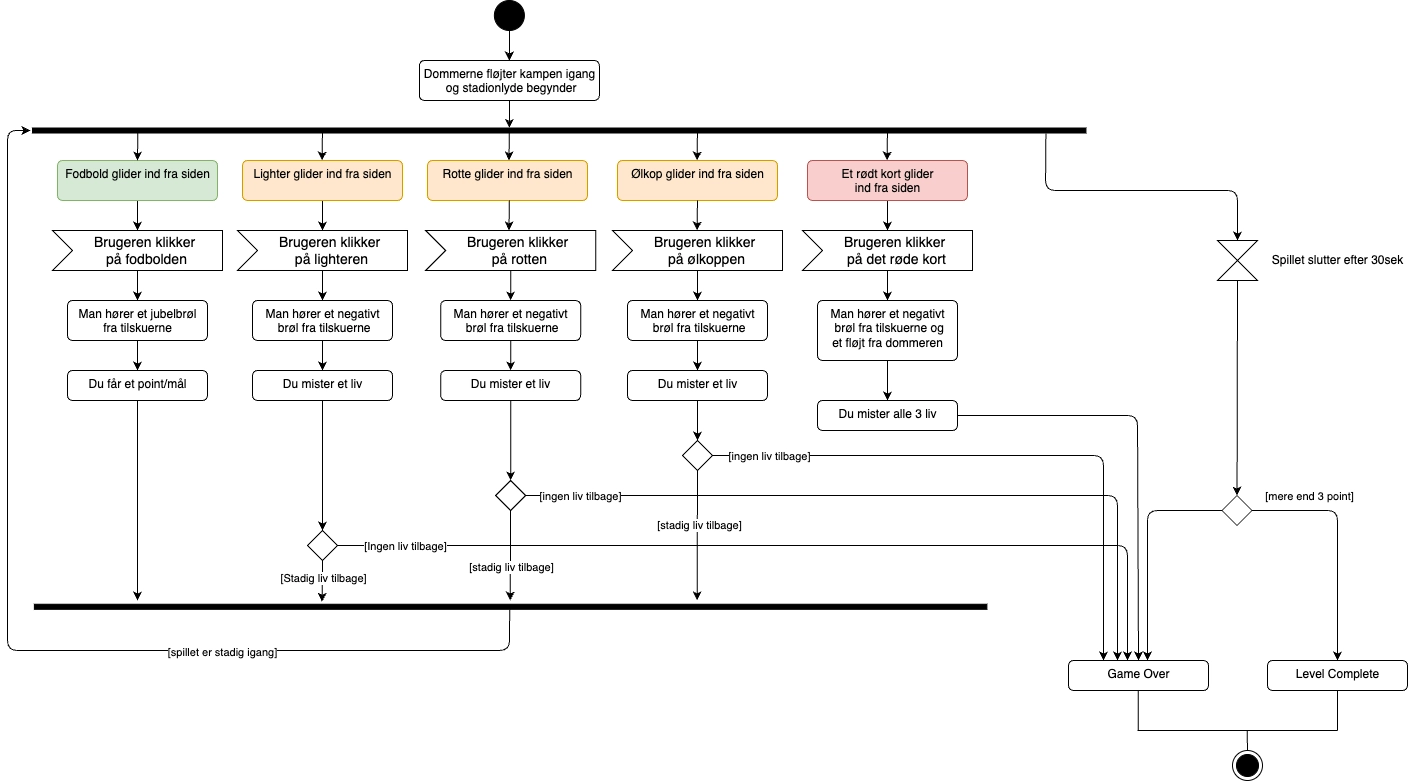 Dommerne fløjter kampen igang
og stadionlyde begynder
Fodbold glider ind fra siden
Lighter glider ind fra siden
Rotte glider ind fra siden
Ølkop glider ind fra siden
Et rødt kort glider
ind fra siden
Brugeren klikker
på fodbolden
Brugeren klikker
på lighteren
Brugeren klikker
på rotten
Brugeren klikker
på ølkoppen
Brugeren klikker
på det røde kort
Spillet slutter efter 30sek
Man hører et jubelbrøl
fra tilskuerne
Man hører et negativt
brøl fra tilskuerne
Man hører et negativt
brøl fra tilskuerne
Man hører et negativt
brøl fra tilskuerne
Man hører et negativt
brøl fra tilskuerne og
et fløjt fra dommeren
Du får et point/mål
Du mister et liv
Du mister et liv
Du mister et liv
Du mister alle 3 liv
[ingen liv tilbage]
[ingen liv tilbage]
[mere end 3 point]
[stadig liv tilbage]
[Ingen liv tilbage]
[stadig liv tilbage]
[Stadig liv tilbage]
[spillet er stadig igang]
Game Over
Level Complete